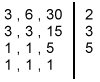 3 , 6 , 30 | 2
3 , 3 , 15 | 3
1 , 1 , 5 | 5
1 , 1 , 1 |